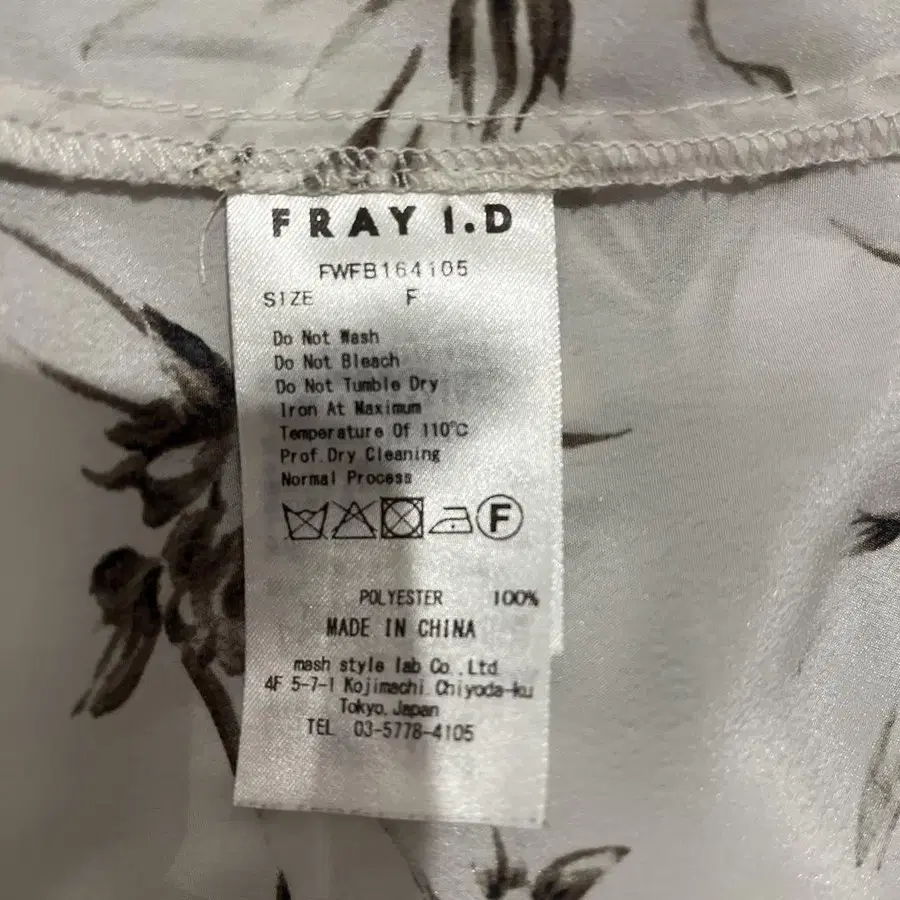 FRAY I.D
FWFB164105
SIZE F
Do Not Wash
Do Not Bleach
Do Not Tumble Dry
Iron At Maximum
Temperature Of 110℃
Prof.Dry Cleaning
Normal Process
F
POLYESTER 100%
MADE IN CHINA
mash style lab Co.,Ltd
4F 5-7-1 Kojimachi.Chiyoda-ku
Tokyo,Japan
TEL 03-5778-4105